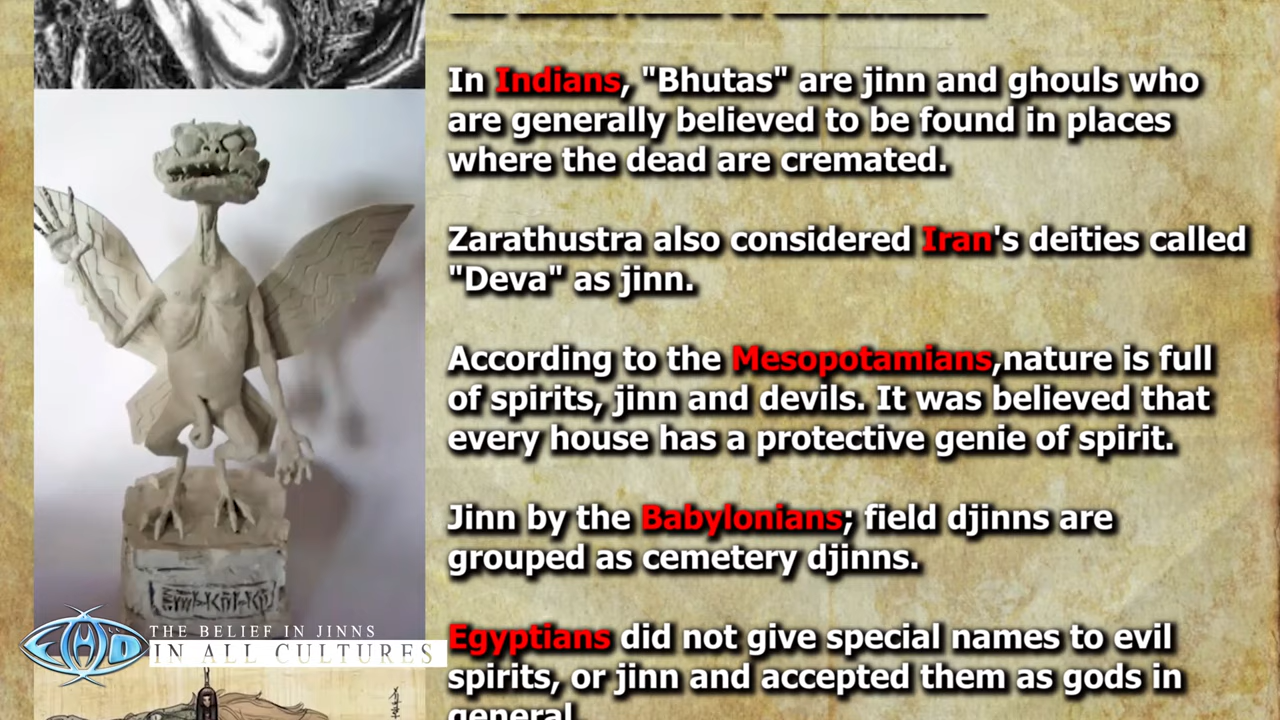 In Indians, "Bhutas" are jinn and ghouls who
are generally believed to be found in places
where the dead are cremated.
Zarathustra also considered Iran's deities called
"Deva" as jinn.
According to the Mesopotamians,nature is full
of spirits, jinn and devils. It was believed that
every house has a protective genie of spirit.
Jinn by the Babylonians; field djinns are
grouped as cemetery djinns.
Egyptians did not give special names to evil
spirits, or jinn and accepted them as gods in
general
THE BELIEF IN JINNS
IN ALL CULTURES